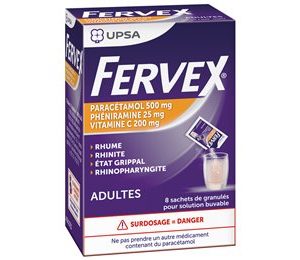 UPSA
FERVEX®
PARACÉTAMOL 500 mg
PHÉNIRAMINE 25 mg
VITAMINE C 200 mg
RHUME
RHINITE
ÉTAT GRIPPAL
RHINOPHARYNGITE
ADULTES
8 sachets de granulés
pour solution buvable
SURDOSAGE = DANGER
Ne pas prendre un autre médicament
contenant du paracétamol